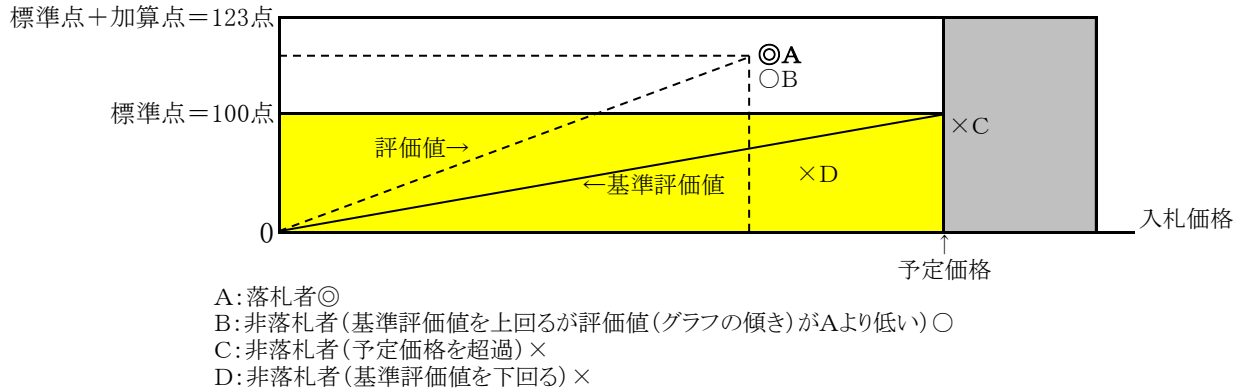 標準点＋加算点＝123点
◎A
○B
標準点＝100点
×C
評価値→
×D
←基準評価値
0
入札価格
↑
予定価格
A：落札者◎
B：非落札者（基準評価値を上回るが評価値（グラフの傾き）がAより低い）○
C：非落札者（予定価格を超過）×
D：非落札者（基準評価値を下回る）×